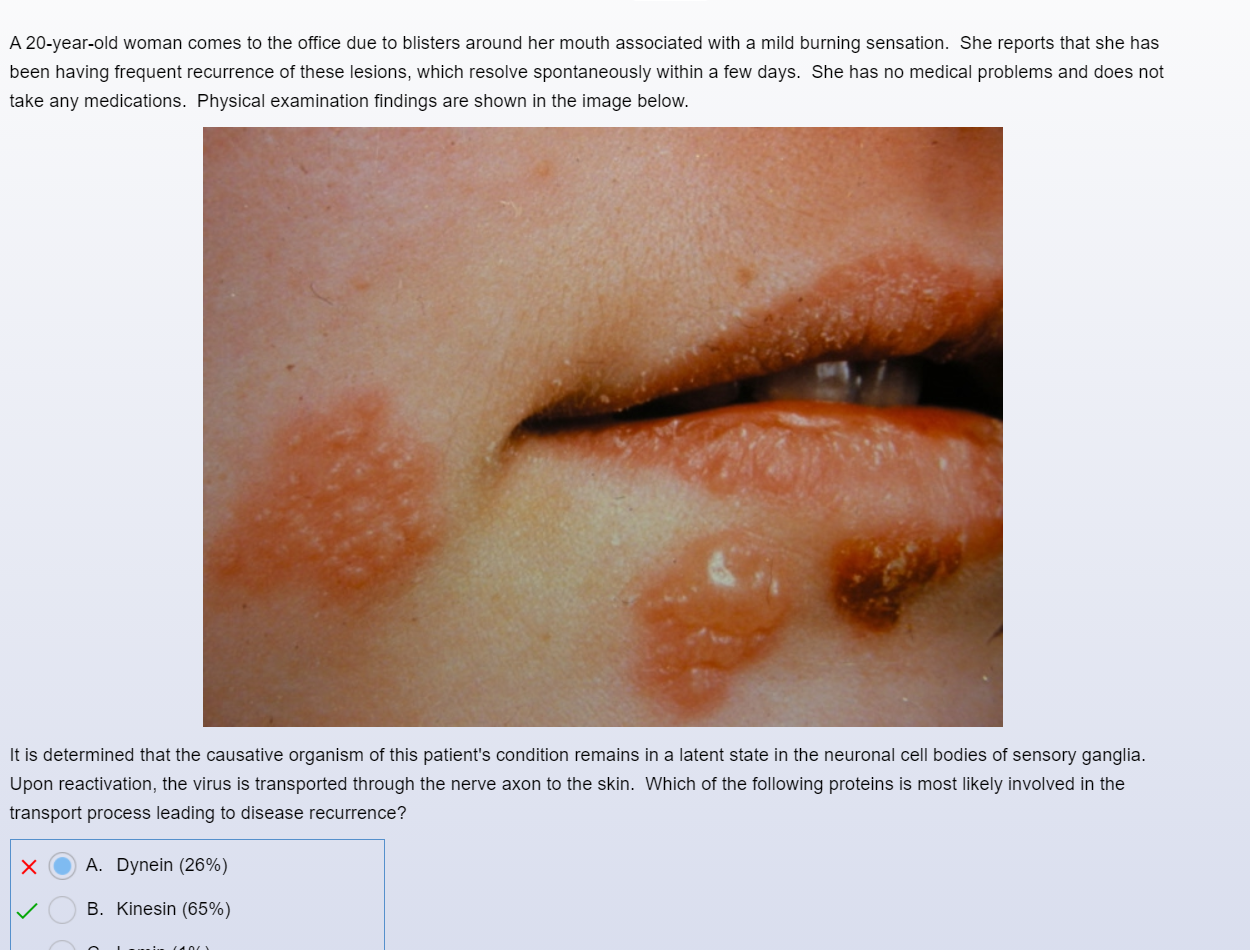 A 20-year-old woman comes to the office due to blisters around her mouth associated with a mild burning sensation.  She reports that she has
been having frequent recurrence of these lesions, which resolve spontaneously within a few days.  She has no medical problems and does not
take any medications.  Physical examination findings are shown in the image below.
It is determined that the causative organism of this patient's condition remains in a latent state in the neuronal cell bodies of sensory ganglia.
Upon reactivation, the virus is transported through the nerve axon to the skin.  Which of the following proteins is most likely involved in the
transport process leading to disease recurrence?
A. Dynein (26%)
B. Kinesin (65%)